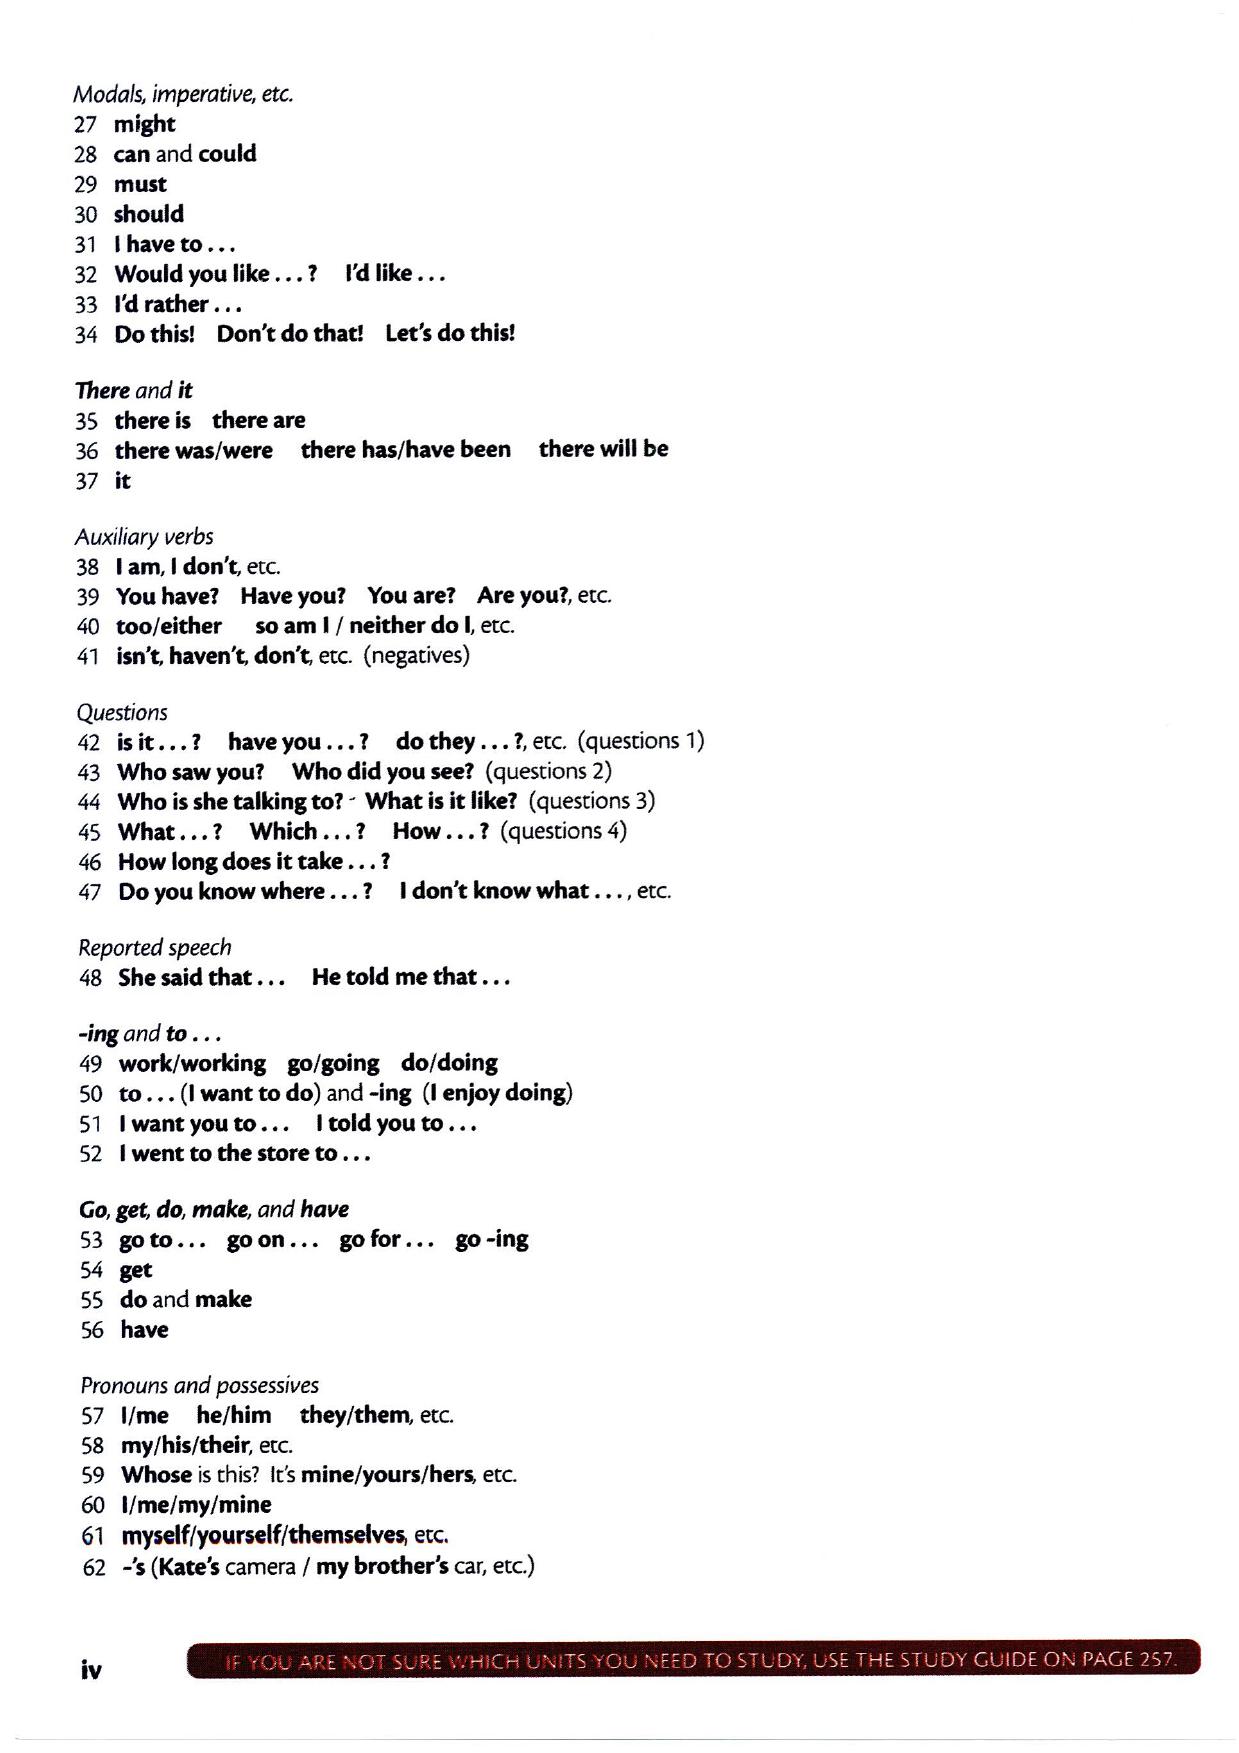 Modals, imperative, etc.
27 might
28 can and could
29 must
30 should
31 I have to . . .
32 Would you like . . . ? I'd like . . .
33 I'd rather . . .
34 Do this! Don't do that! Let's do this!
There and it
35 there is there are
36 there was/were there has/have been there will be
37 it
Auxiliary verbs
38 I am, I don't, etc.
39 You have? Have you? You are? Are you?, etc.
40 too/either so am I / neither do I, etc.
41 isn't, haven't, don't, etc. (negatives)
Questions
42 is it . . . ? have you . . . ? do they . . . ?, etc. (questions 1)
43 Who saw you? Who did you see? (questions 2)
44 Who is she talking to? What is it like? (questions 3)
45 What . . . ? Which . . . ? How . . . ? (questions 4)
46 How long does it take . . . ?
47 Do you know where . . . ? I don't know what . . . , etc.
Reported speech
48 She said that . . . He told me that . . .
-ing and to . . .
49 work/working go/going do/doing
50 to . . . (I want to do) and -ing (I enjoy doing)
51 I want you to . . . I told you to . . .
52 I went to the store to . . .
Go, get, do, make, and have
53 go to . . . go on . . . go for . . . go -ing
54 get
55 do and make
56 have
Pronouns and possessives
57 I/me he/him they/them, etc.
58 my/his/their, etc.
59 Whose is this? It's mine/yours/hers, etc.
60 I/me/my/mine
61 myself/yourself/themselves, etc.
62 -'s (Kate's camera / my brother's car, etc.)
iv IF YOU ARE NOT SURE WHICH UNITS YOU NEED TO STUDY, USE THE STUDY GUIDE ON PAGE 257.